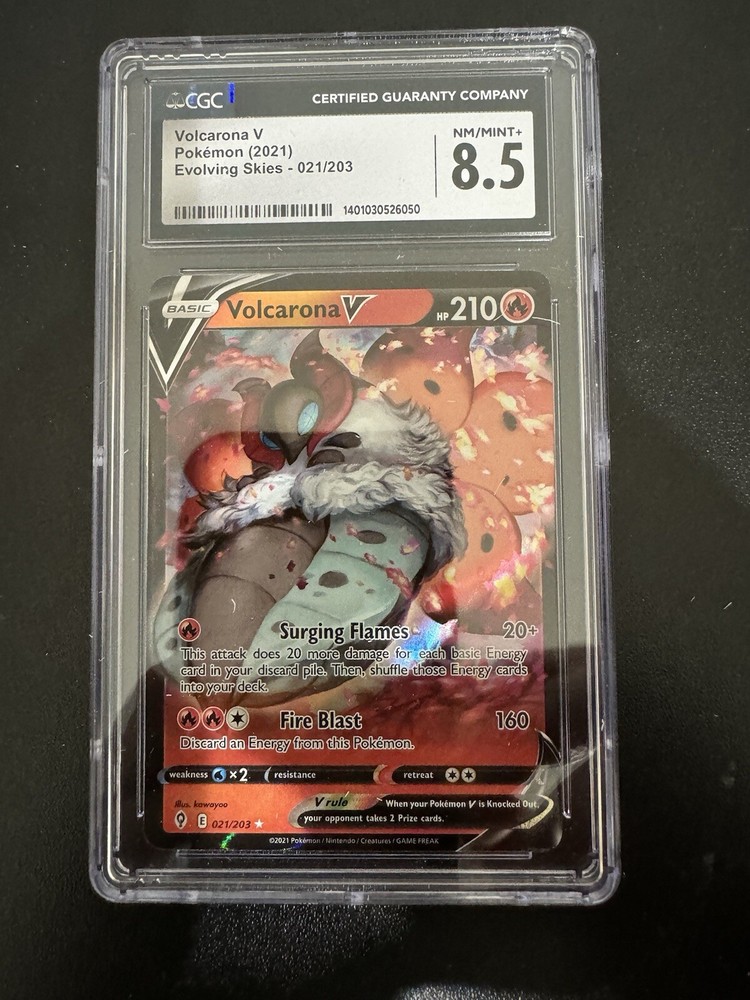 CGC
CERTIFIED GUARANTY COMPANY
Volcarona V
Pokémon (2021)
Evolving Skies - 021/203
NM/MINT+
8.5
1401030526050
BASIC
Volcarona V
HP 210
Surging Flames 20+
This attack does 20 more damage for each basic Energy
card in your discard pile. Then, shuffle those Energy cards
into your deck.
Fire Blast 160
Discard an Energy from this Pokémon.
weakness ×2 resistance retreat
Illus. kawayoo
V rule
When your Pokémon V is Knocked Out,
your opponent takes 2 Prize cards.
E 021/203 ★
©2021 Pokémon / Nintendo / Creatures / GAME FREAK